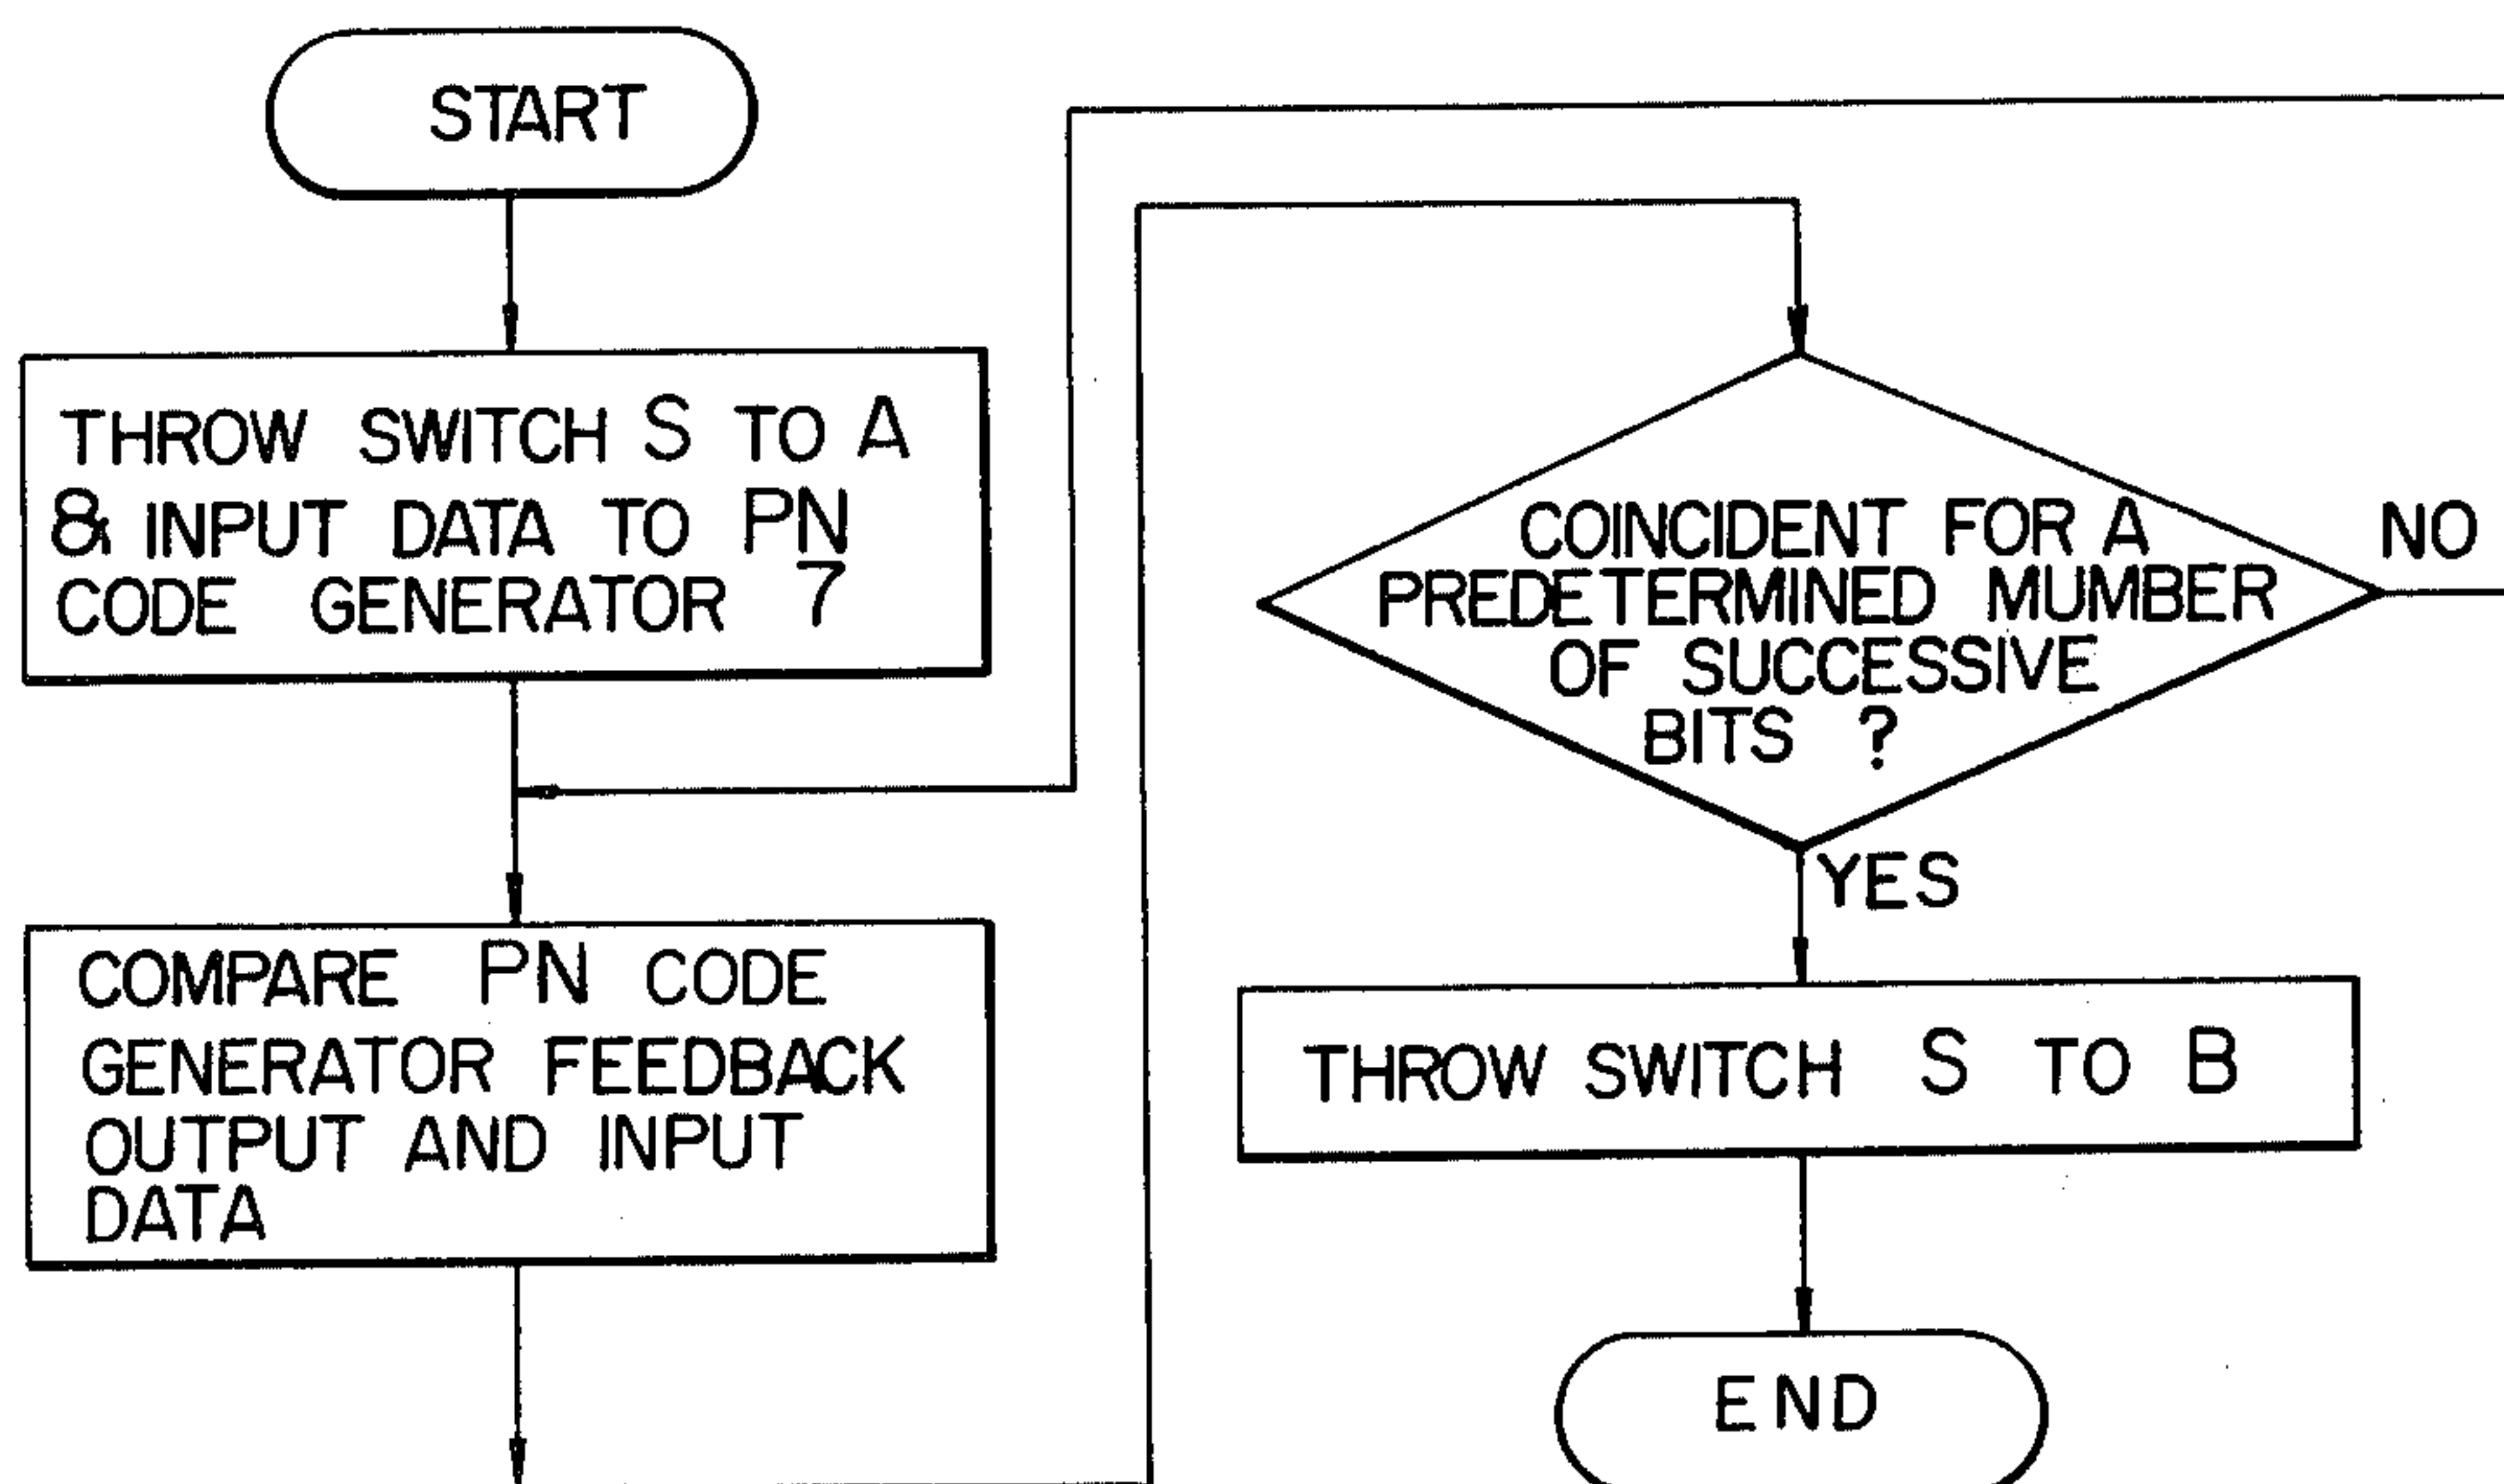 START
THROW SWITCH S TO A
& INPUT DATA TO PN
CODE GENERATOR 7
COMPARE PN CODE
GENERATOR FEEDBACK
OUTPUT AND INPUT
DATA
COINCIDENT FOR A
PREDETERMINED MUMBER
OF SUCCESSIVE
BITS ?
NO
YES
THROW SWITCH S TO B
END